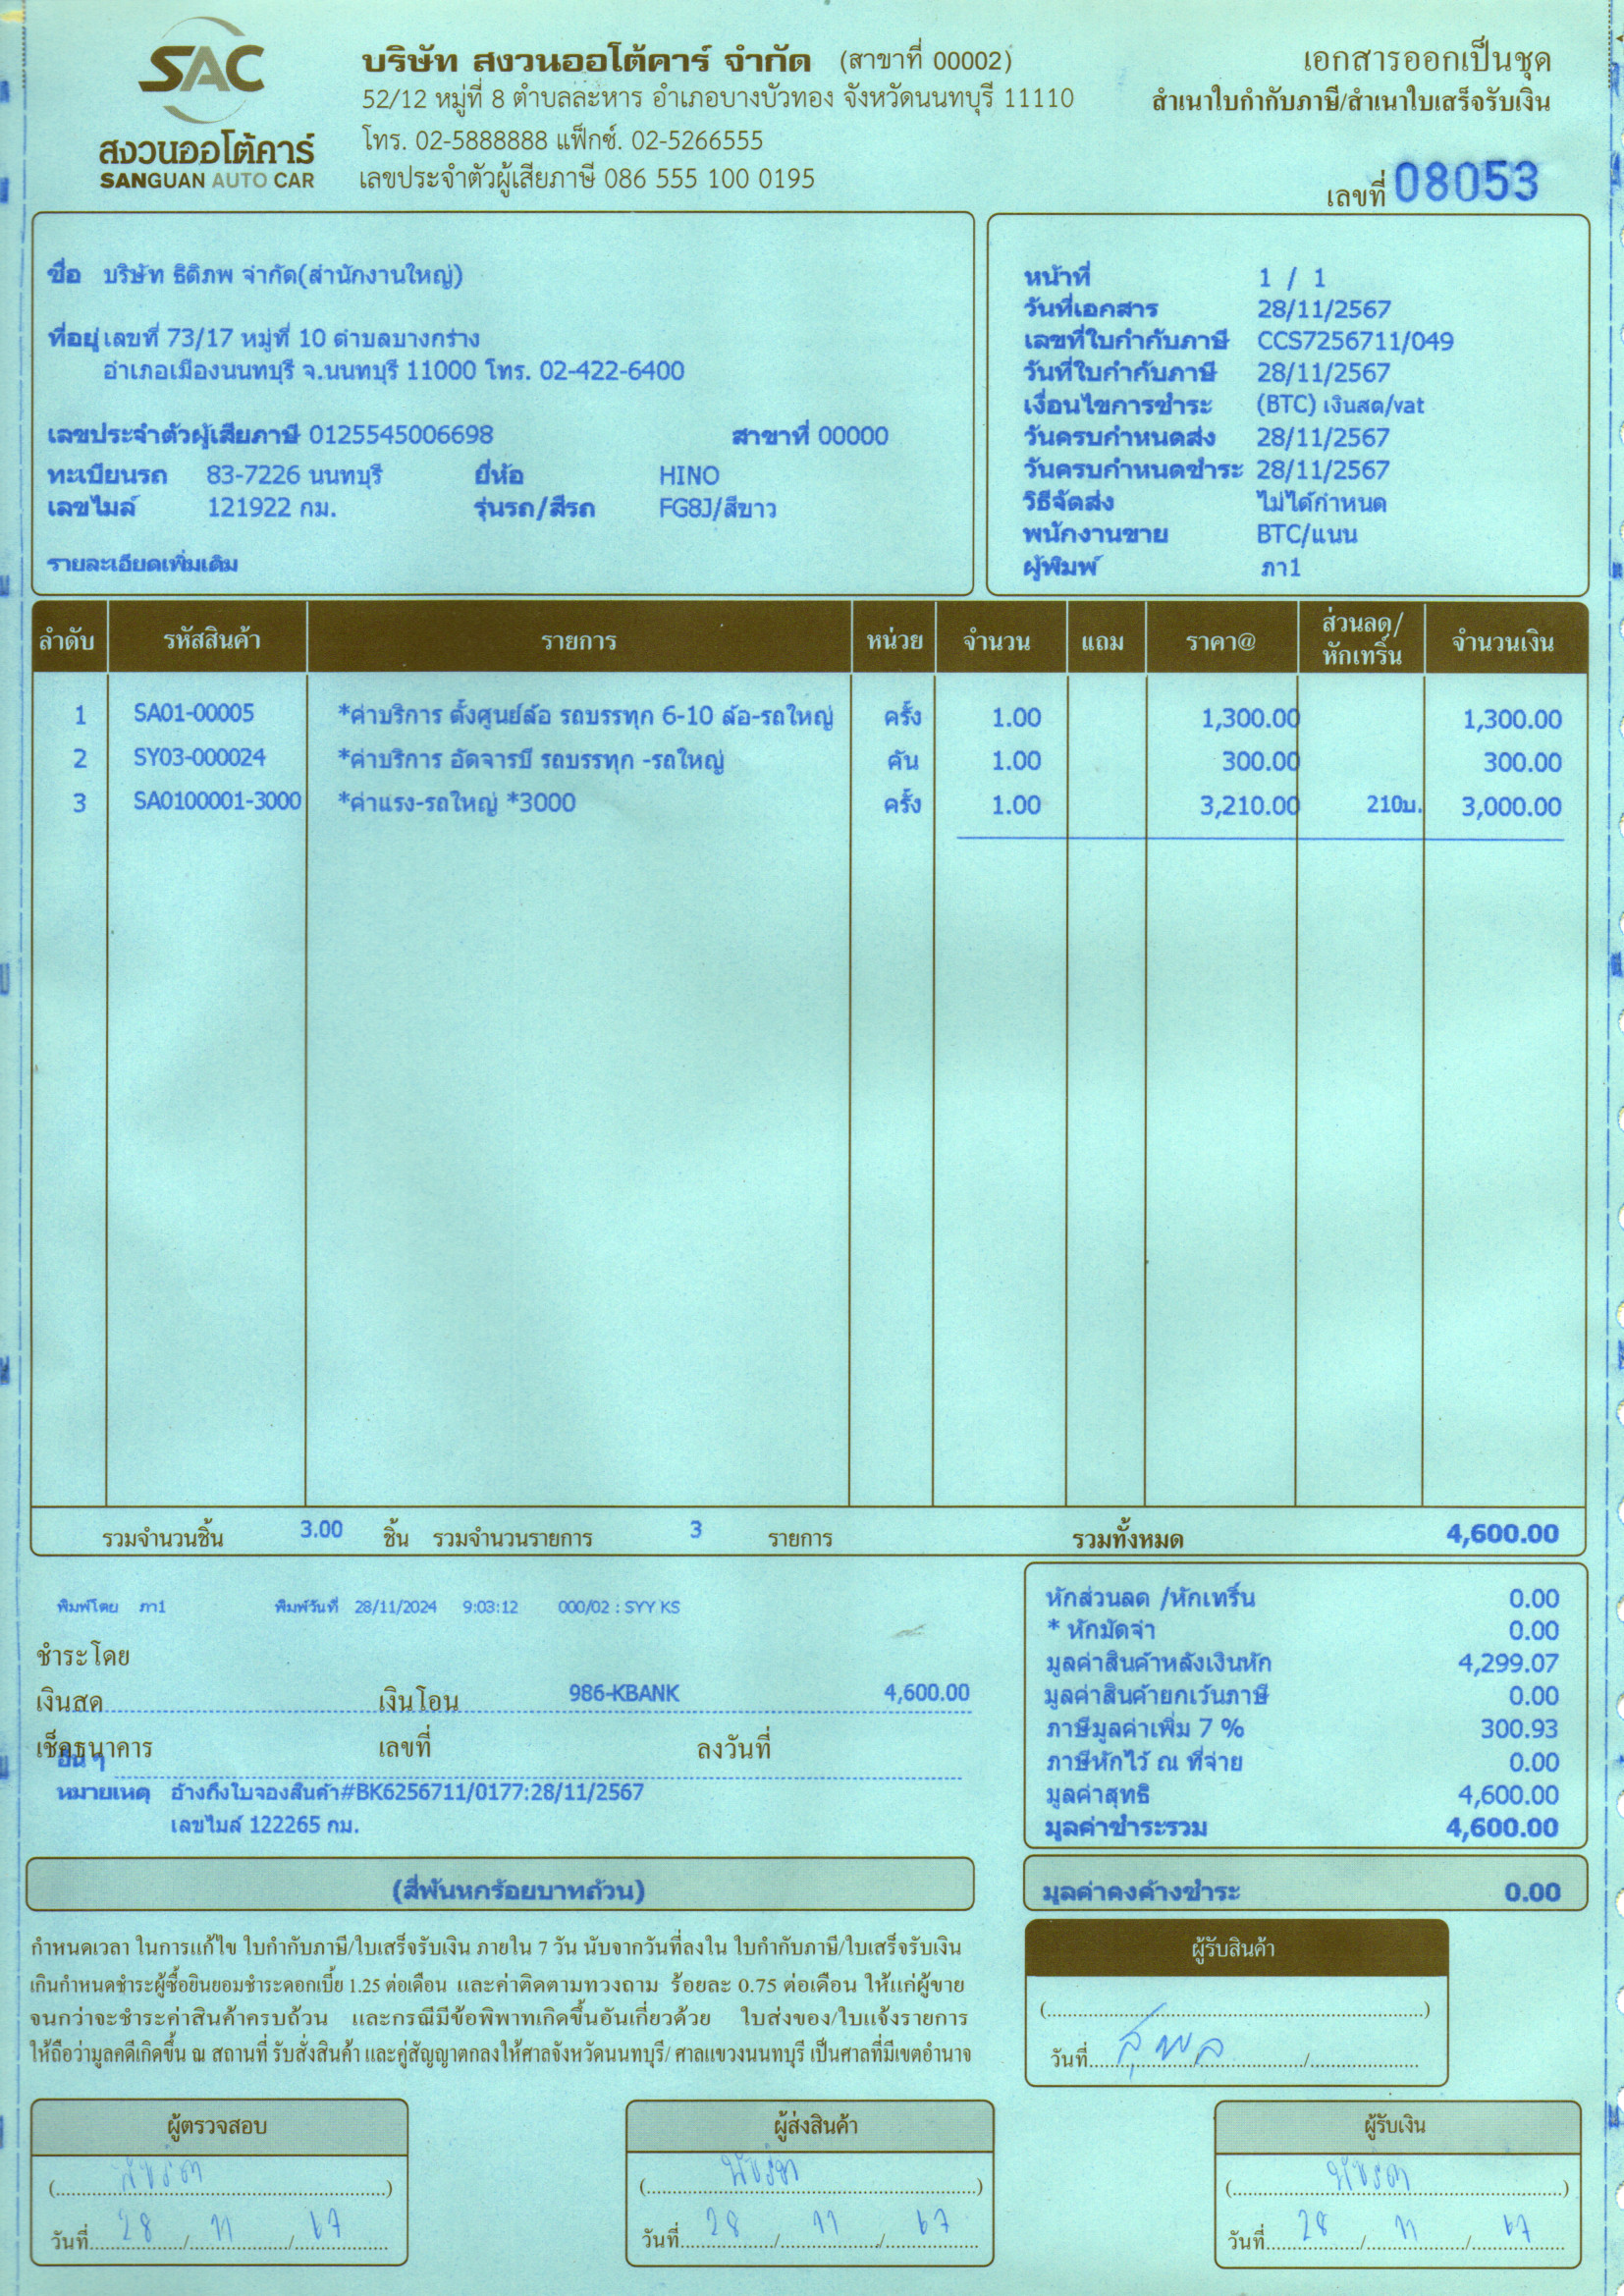 SAC
สงวนออโต้คาร์
SANGUAN AUTO CAR
บริษัท สงวนออโต้คาร์ จำกัด (สาขาที่ 00002)
52/12 หมู่ที่ 8 ตำบลละหาร อำเภอบางบัวทอง จังหวัดนนทบุรี 11110
โทร. 02-5888888 แฟ็กซ์. 02-5266555
เลขประจำตัวผู้เสียภาษี 086 555 100 0195
เอกสารออกเป็นชุด
สำเนาใบกำกับภาษี/สำเนาใบเสร็จรับเงิน
เลขที่ 08053
ชื่อ บริษัท ธิติภพ จำกัด(สำนักงานใหญ่)
ที่อยู่ เลขที่ 73/17 หมู่ที่ 10 ตำบลบางกร่าง
อำเภอเมืองนนทบุรี จ.นนทบุรี 11000 โทร. 02-422-6400
เลขประจำตัวผู้เสียภาษี 0125545006698 สาขาที่ 00000
ทะเบียนรถ 83-7226 นนทบุรี ยี่ห้อ HINO
เลขไมล์ 121922 กม. รุ่นรถ/สีรถ FG8J/สีขาว
รายละเอียดเพิ่มเติม
หน้าที่ 1 / 1
วันที่เอกสาร 28/11/2567
เลขที่ใบกำกับภาษี CCS7256711/049
วันที่ใบกำกับภาษี 28/11/2567
เงื่อนไขการชำระ (BTC) เงินสด/vat
วันครบกำหนดส่ง 28/11/2567
วันครบกำหนดชำระ 28/11/2567
วิธีจัดส่ง ไม่ได้กำหนด
พนักงานขาย BTC/แนน
ผู้พิมพ์ ภา1
ลำดับ รหัสสินค้า รายการ หน่วย จำนวน แถม ราคา@ ส่วนลด/หักเทริ์น จำนวนเงิน
1 SA01-00005 *ค่าบริการ ตั้งศูนย์ล้อ รถบรรทุก 6-10 ล้อ-รถใหญ่ ครั้ง 1.00 1,300.00 1,300.00
2 SY03-000024 *ค่าบริการ อัดจารบี รถบรรทุก -รถใหญ่ คัน 1.00 300.00 300.00
3 SA0100001-3000 *ค่าแรง-รถใหญ่ *3000 ครั้ง 1.00 3,210.00 210บ. 3,000.00
รวมจำนวนชิ้น 3.00 ชิ้น รวมจำนวนรายการ 3 รายการ รวมทั้งหมด 4,600.00
พิมพ์โดย ภา1 พิมพ์วันที่ 28/11/2024 9:03:12 000/02 : SYY KS
ชำระโดย
เงินสด เงินโอน 986-KBANK 4,600.00
เช็คธนาคาร เลขที่ ลงวันที่
อื่น ๆ
หมายเหตุ อ้างถึงใบจองสินค้า#BK6256711/0177:28/11/2567
เลขไมล์ 122265 กม.
หักส่วนลด /หักเทริ์น 0.00
* หักมัดจำ 0.00
มูลค่าสินค้าหลังเงินหัก 4,299.07
มูลค่าสินค้ายกเว้นภาษี 0.00
ภาษีมูลค่าเพิ่ม 7 % 300.93
ภาษีหักไว้ ณ ที่จ่าย 0.00
มูลค่าสุทธิ 4,600.00
มูลค่าชำระรวม 4,600.00
(สี่พันหกร้อยบาทถ้วน)
มูลค่าคงค้างชำระ 0.00
กำหนดเวลา ในการแก้ไข ใบกำกับภาษี/ใบเสร็จรับเงิน ภายใน 7 วัน นับจากวันที่ลงใน ใบกำกับภาษี/ใบเสร็จรับเงิน
เกินกำหนดชำระผู้ซื้อยินยอมชำระดอกเบี้ย 1.25 ต่อเดือน และค่าติดตามทวงถาม ร้อยละ 0.75 ต่อเดือน ให้แก่ผู้ขาย
จนกว่าจะชำระค่าสินค้าครบถ้วน และกรณีมีข้อพิพาทเกิดขึ้นอันเกี่ยวด้วย ใบส่งของ/ใบแจ้งรายการ
ให้ถือว่ามูลคดีเกิดขึ้น ณ สถานที่ รับสั่งสินค้า และคู่สัญญาตกลงให้ศาลจังหวัดนนทบุรี/ ศาลแขวงนนทบุรี เป็นศาลที่มีเขตอำนาจ
ผู้รับสินค้า
วันที่
ผู้ตรวจสอบ
วันที่ 28 / 11 / 67
ผู้ส่งสินค้า
วันที่ 28 / 11 / 67
ผู้รับเงิน
วันที่ 28 / 11 / 67